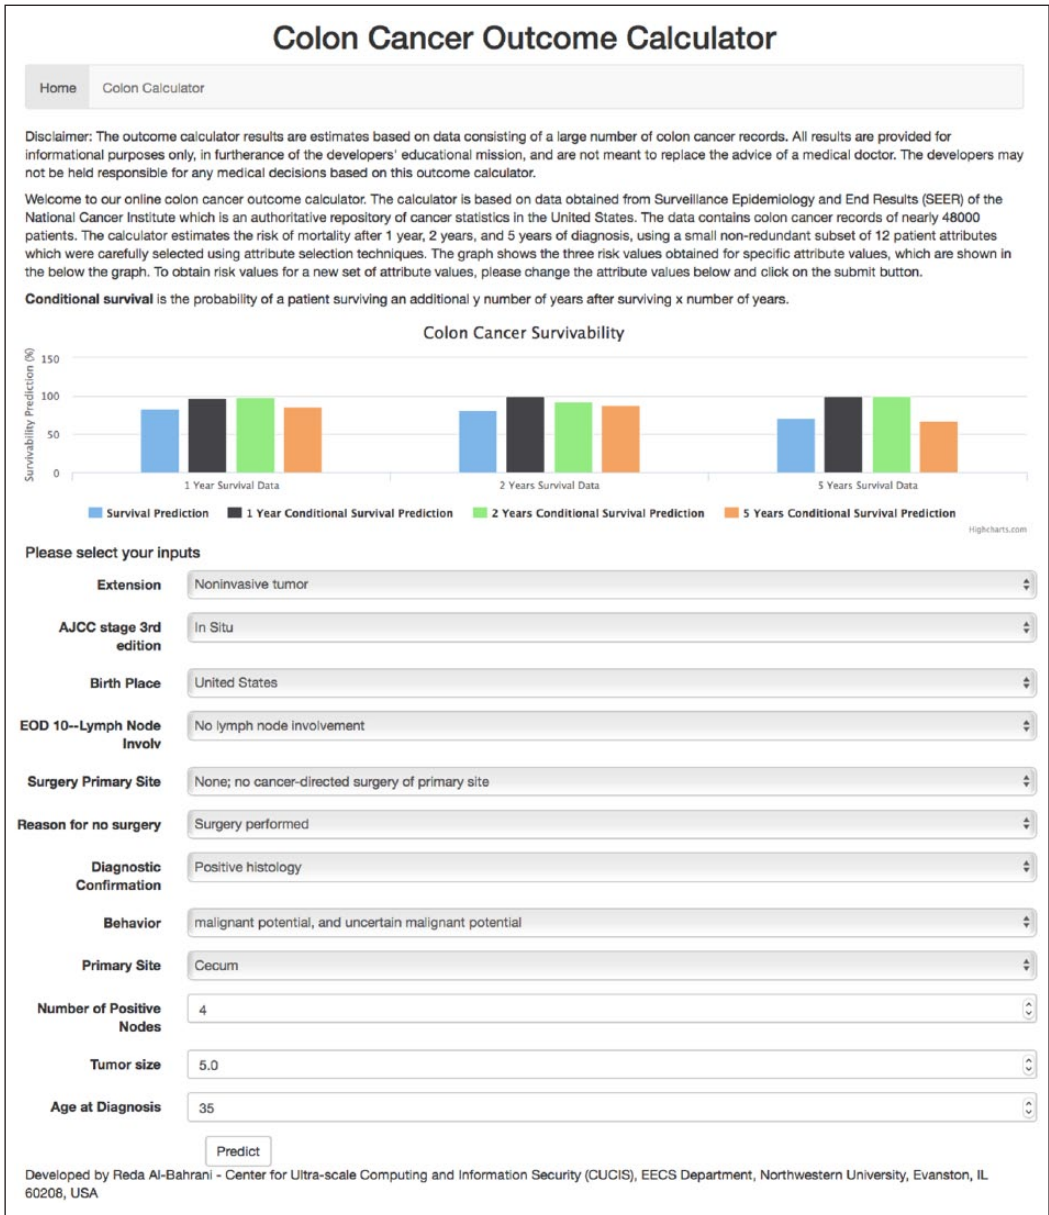 Colon Cancer Outcome Calculator
Home Colon Calculator
Disclaimer: The outcome calculator results are estimates based on data consisting of a large number of colon cancer records. All results are provided for
informational purposes only, in furtherance of the developers' educational mission, and are not meant to replace the advice of a medical doctor. The developers may
not be held responsible for any medical decisions based on this outcome calculator.
Welcome to our online colon cancer outcome calculator. The calculator is based on data obtained from Surveillance Epidemiology and End Results (SEER) of the
National Cancer Institute which is an authoritative repository of cancer statistics in the United States. The data contains colon cancer records of nearly 48000
patients. The calculator estimates the risk of mortality after 1 year, 2 years, and 5 years of diagnosis, using a small non-redundant subset of 12 patient attributes
which were carefully selected using attribute selection techniques. The graph shows the three risk values obtained for specific attribute values, which are shown in
the below the graph. To obtain risk values for a new set of attribute values, please change the attribute values below and click on the submit button.
Conditional survival is the probability of a patient surviving an additional y number of years after surviving x number of years.
Colon Cancer Survivability
Survivability Prediction (%)
150
100
50
0
1 Year Survival Data 2 Years Survival Data 5 Years Survival Data
Survival Prediction 1 Year Conditional Survival Prediction 2 Years Conditional Survival Prediction 5 Years Conditional Survival Prediction
Highcharts.com
Please select your inputs
Extension Noninvasive tumor
AJCC stage 3rd In Situ
edition
Birth Place United States
EOD 10--Lymph Node No lymph node involvement
Involv
Surgery Primary Site None; no cancer-directed surgery of primary site
Reason for no surgery Surgery performed
Diagnostic Positive histology
Confirmation
Behavior malignant potential, and uncertain malignant potential
Primary Site Cecum
Number of Positive 4
Nodes
Tumor size 5.0
Age at Diagnosis 35
Predict
Developed by Reda Al-Bahrani - Center for Ultra-scale Computing and Information Security (CUCIS), EECS Department, Northwestern University, Evanston, IL
60208, USA